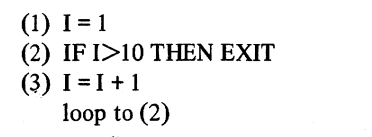 (1) I = 1
(2) IF I>10 THEN EXIT
(3) I = I + 1
loop to (2)